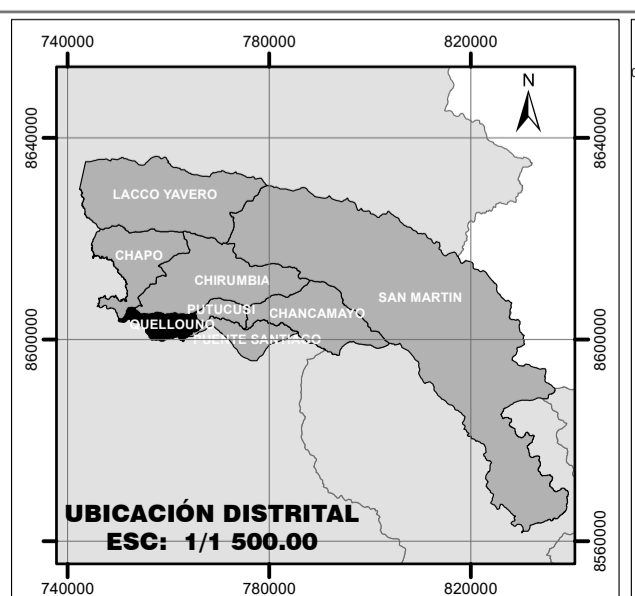 740000 780000 820000
N
8640000 8640000
LACCO YAVERO
CHAPO
CHIRUMBIA
SAN MARTIN
PUTUCUSI
CHANCAMAYO
QUELLOUNO
PUENTE SANTIAGO
8600000 8600000
UBICACIÓN DISTRITAL
ESC: 1/1 500.00
8560000 8560000
740000 780000 820000